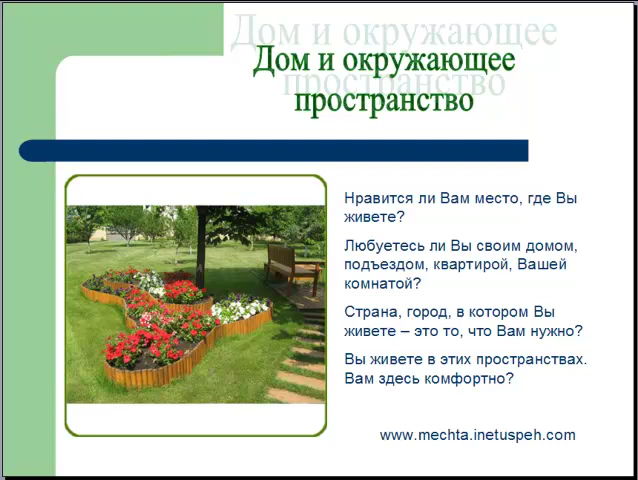 Дом и окружающее
пространство
Нравится ли Вам место, где Вы
живете?
Любуетесь ли Вы своим домом,
подъездом, квартирой, Вашей
комнатой?
Страна, город, в котором Вы
живете – это то, что Вам нужно?
Вы живете в этих пространствах.
Вам здесь комфортно?
www.mechta.inetuspeh.com